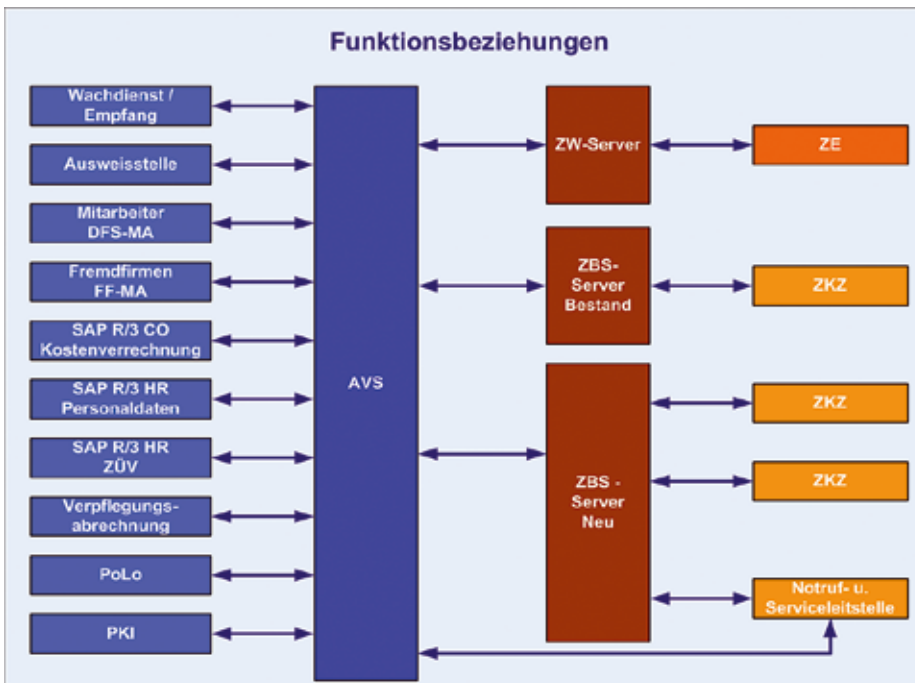 Funktionsbeziehungen
Wachdienst /
Empfang
Ausweisstelle
Mitarbeiter
DFS-MA
Fremdfirmen
FF-MA
SAP R/3 CO
Kostenverrechnung
SAP R/3 HR
Personaldaten
SAP R/3 HR
ZÜV
Verpflegungs-
abrechnung
PoLo
PKI
AVS
ZW-Server
ZBS-
Server
Bestand
ZBS -
Server
Neu
ZE
ZKZ
ZKZ
ZKZ
Notruf- u.
Serviceleitstelle